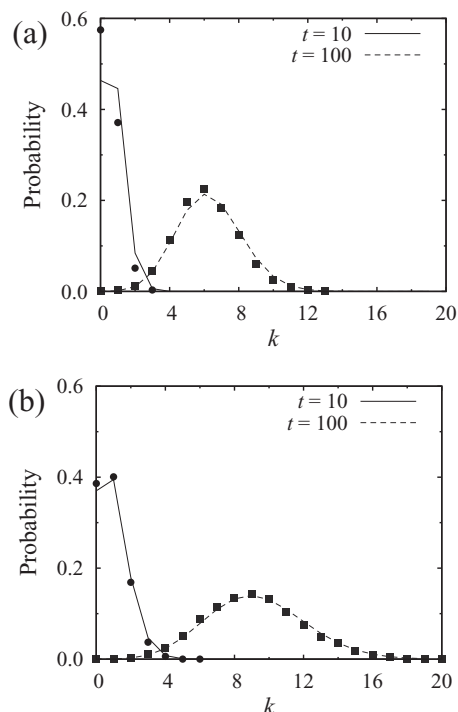 (a)
0.6
0.4
0.2
0.0
Probability
t = 10
t = 100
0 4 8 12 16 20
k
(b)
0.6
0.4
0.2
0.0
Probability
t = 10
t = 100
0 4 8 12 16 20
k